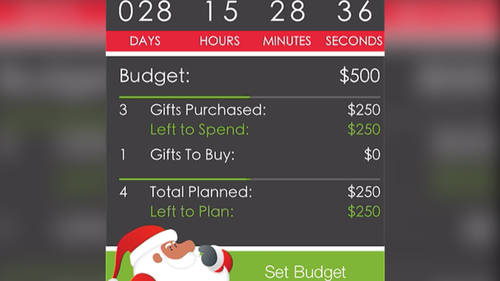 028 15 28 36
DAYS HOURS MINUTES SECONDS
Budget: $500
3 Gifts Purchased: $250
Left to Spend: $250
1 Gifts To Buy: $0
4 Total Planned: $250
Left to Plan: $250
Set Budget